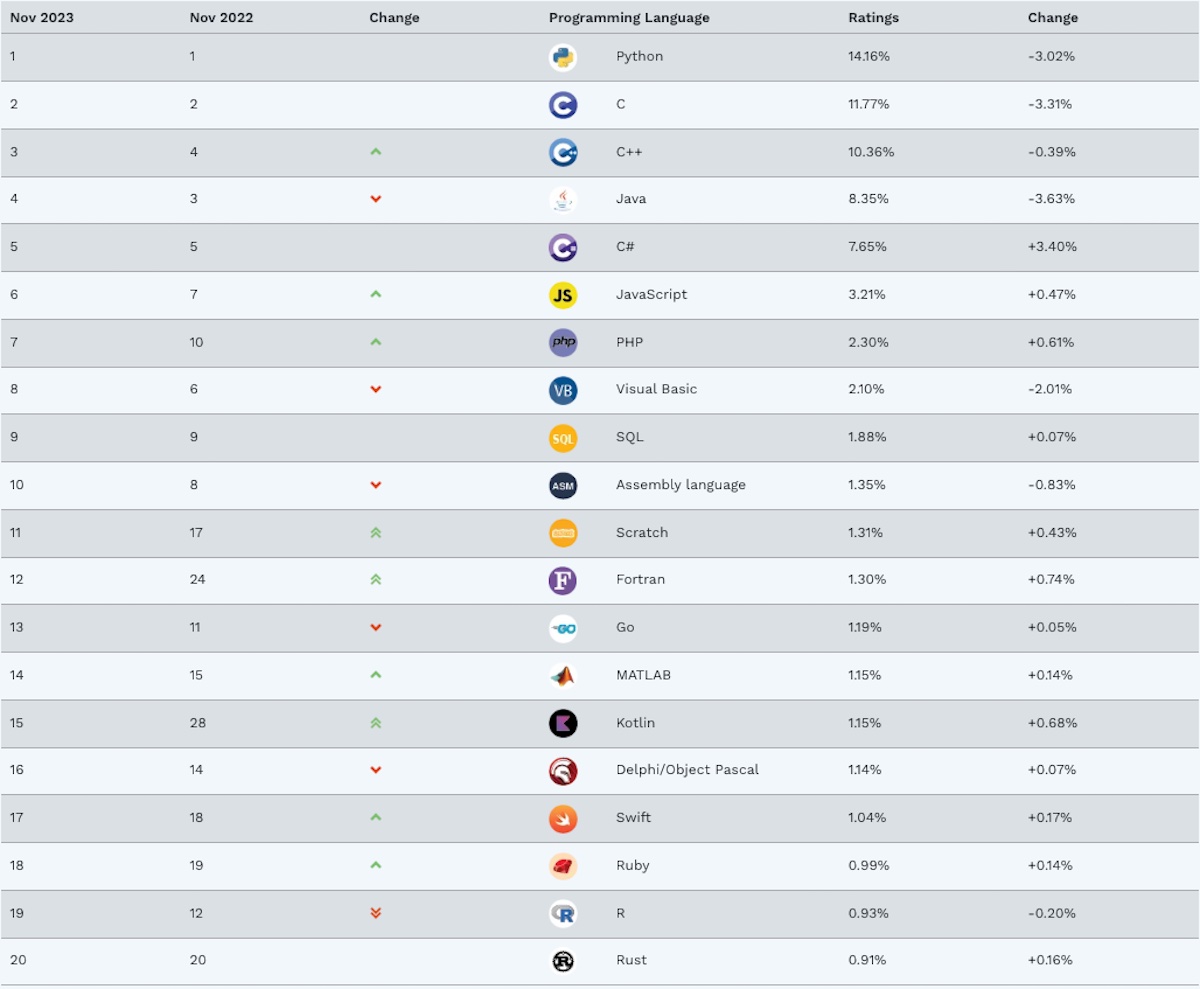 Nov 2023 Nov 2022 Change Programming Language Ratings Change
1 1 Python 14.16% -3.02%
2 2 C C 11.77% -3.31%
3 4 C++ C++ 10.36% -0.39%
4 3 Java 8.35% -3.63%
5 5 C C# 7.65% +3.40%
6 7 JS JavaScript 3.21% +0.47%
7 10 php PHP 2.30% +0.61%
8 6 VB Visual Basic 2.10% -2.01%
9 9 SQL SQL 1.88% +0.07%
10 8 ASM Assembly language 1.35% -0.83%
11 17 Scratch 1.31% +0.43%
12 24 F Fortran 1.30% +0.74%
13 11 GO Go 1.19% +0.05%
14 15 MATLAB 1.15% +0.14%
15 28 Kotlin 1.15% +0.68%
16 14 Delphi/Object Pascal 1.14% +0.07%
17 18 Swift 1.04% +0.17%
18 19 Ruby 0.99% +0.14%
19 12 R R 0.93% -0.20%
20 20 R Rust 0.91% +0.16%